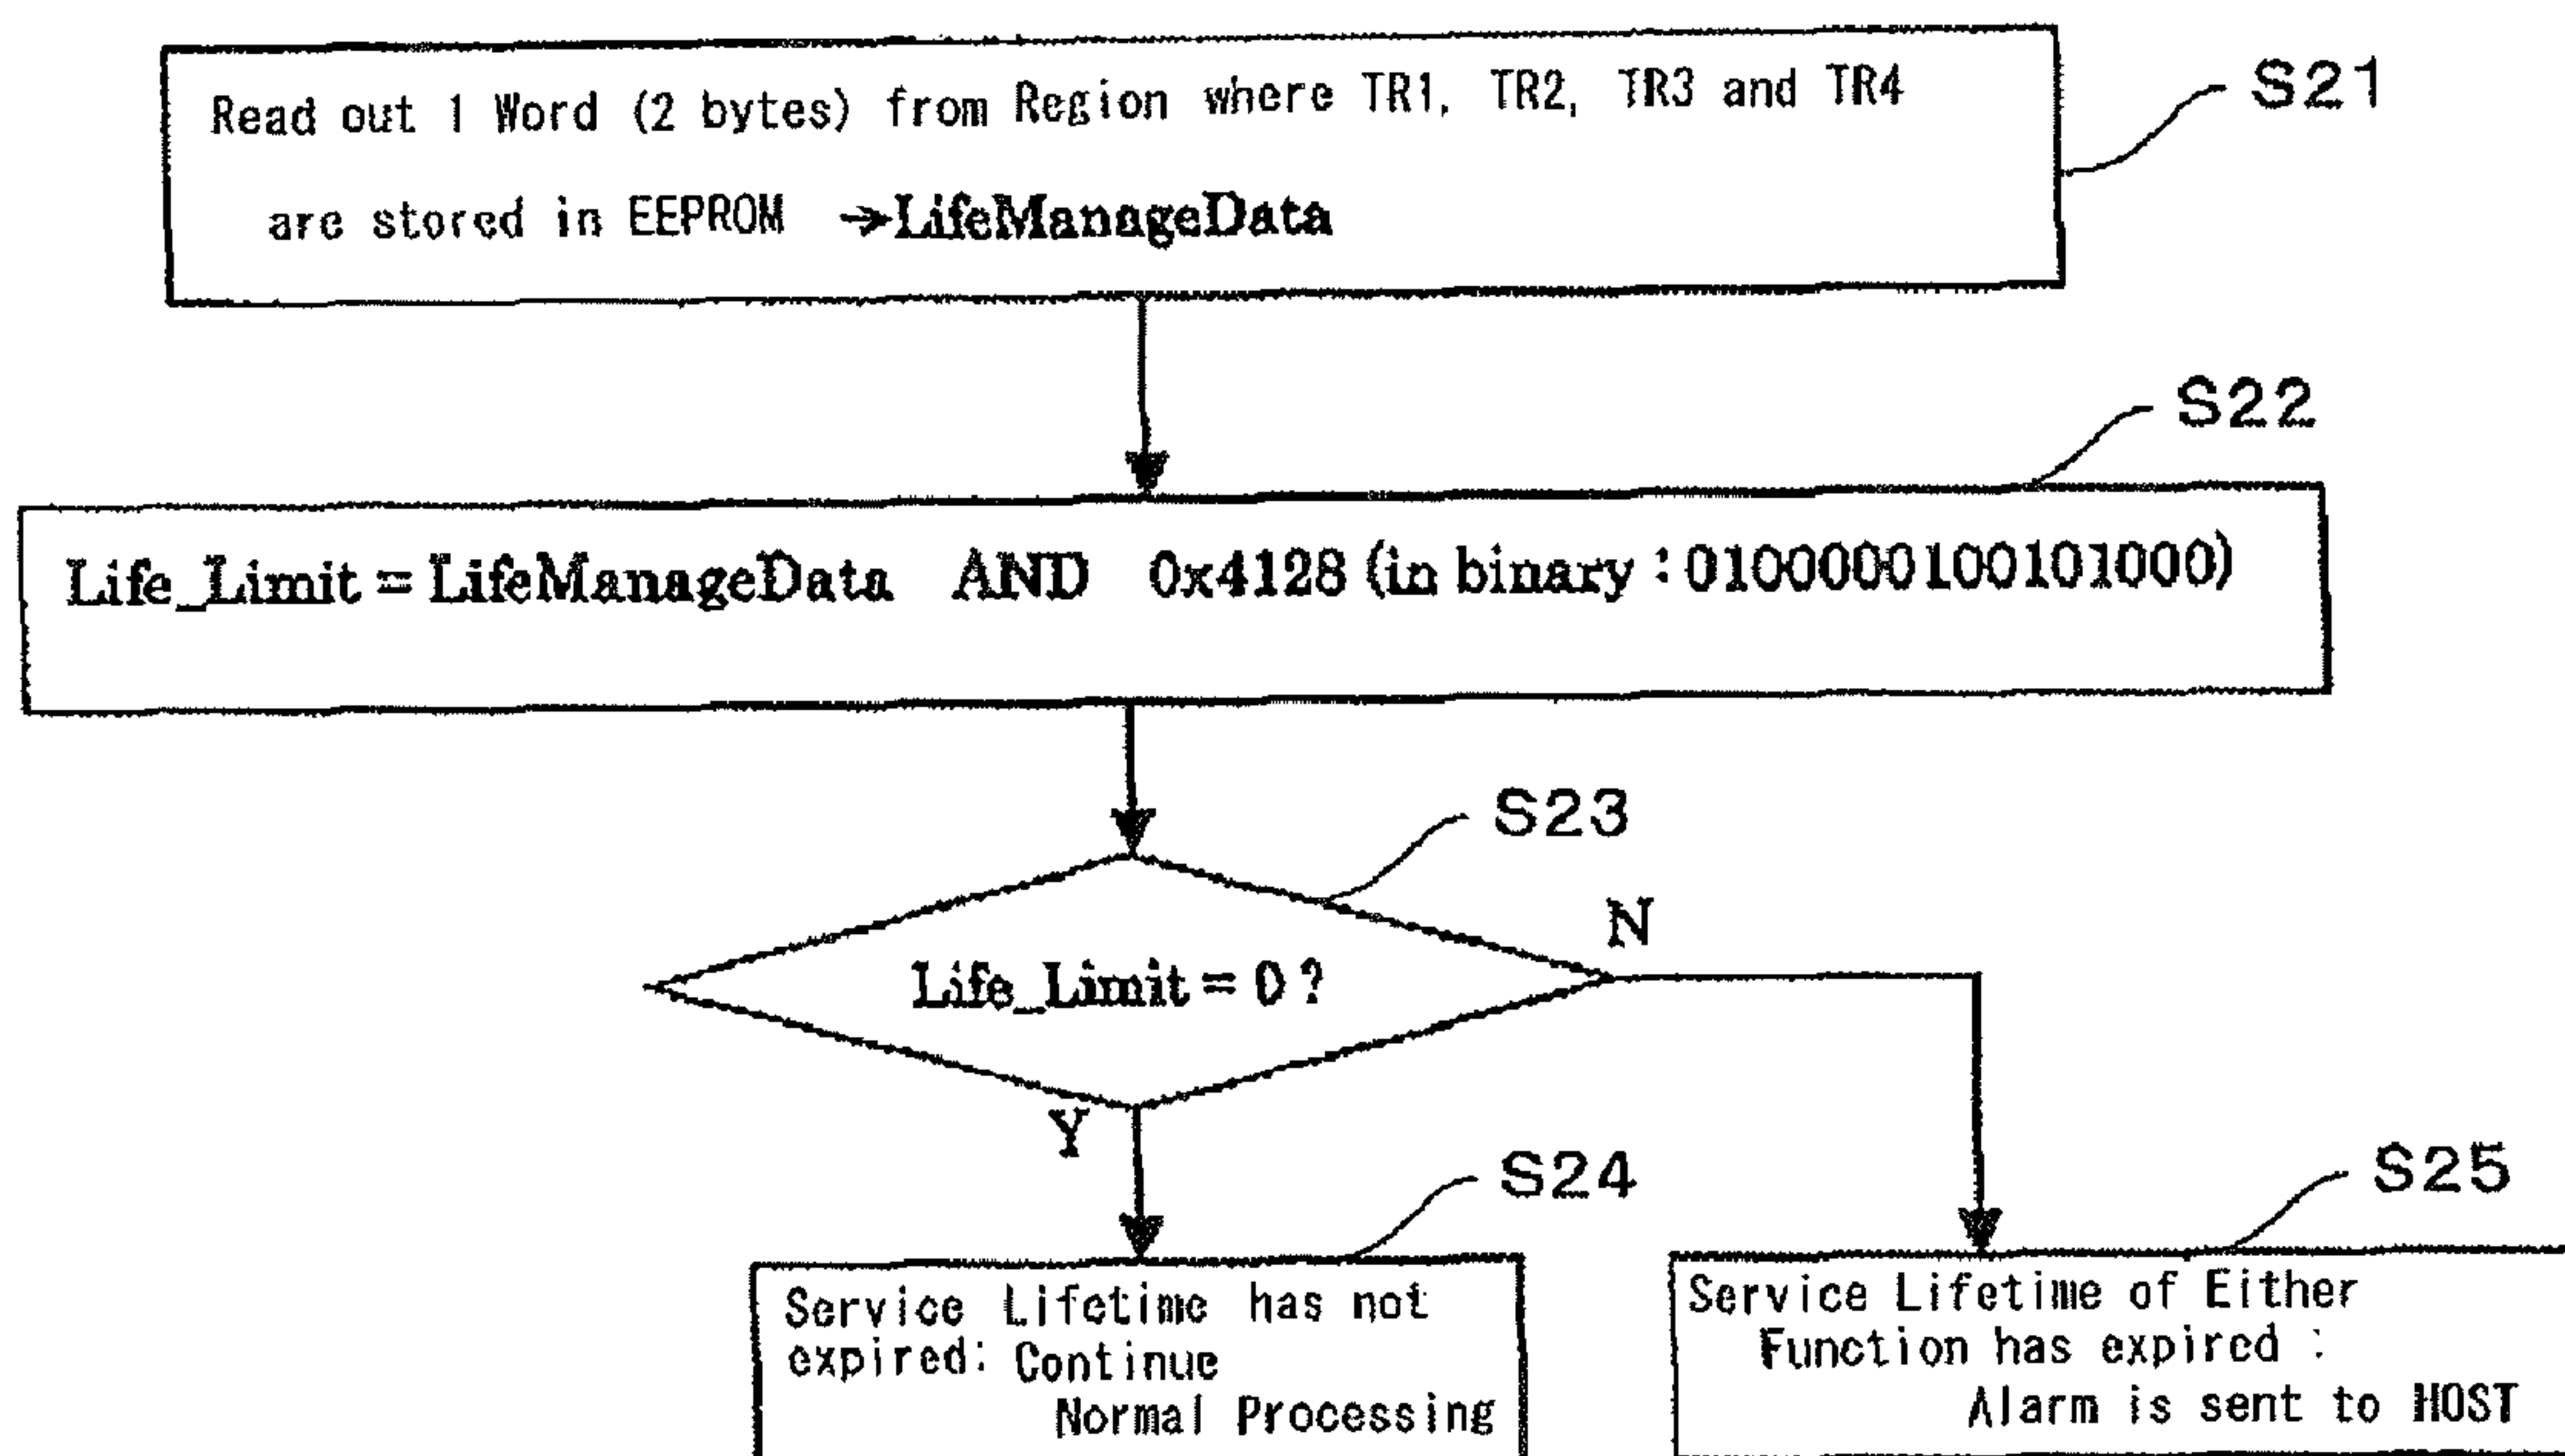 Read out 1 Word (2 bytes) from Region where TR1, TR2, TR3 and TR4
S21
are stored in EEPROM →LifeManageData
S22
Life_Limit = LifeManageData AND 0x4128 (in binary : 0100000100101000)
S23
N
Life_Limit = 0 ?
Y
S24
S25
Service Lifetime has not
expired: Continue
Normal Processing
Service Lifetime of Either
Function has expired :
Alarm is sent to HOST